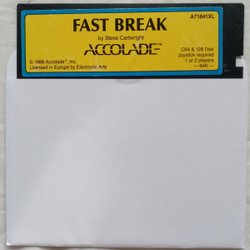 FAST BREAK
A71841XL
by Steve Cartwright
ACCOLADE™
© 1988 Accolade™, Inc.
Licensed in Europe by Electronic Arts
C64 & 128 Disk
Joystick required
1 or 2 players
— 64K —